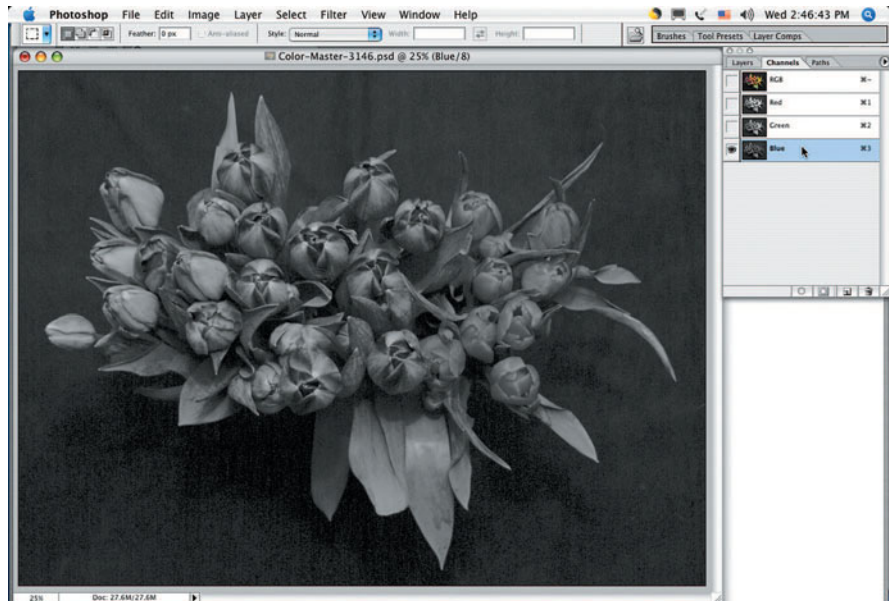 Photoshop File Edit Image Layer Select Filter View Window Help Wed 2:46:43 PM
Feather: 0 px Anti-aliased Style: Normal Width: Height: Brushes Tool Presets Layer Comps
Color-Master-3146.psd @ 25% (Blue/8)
Layers Channels Paths
RGB ⌘~
Red ⌘1
Green ⌘2
Blue ⌘3
25% Doc: 27.6M/27.6M